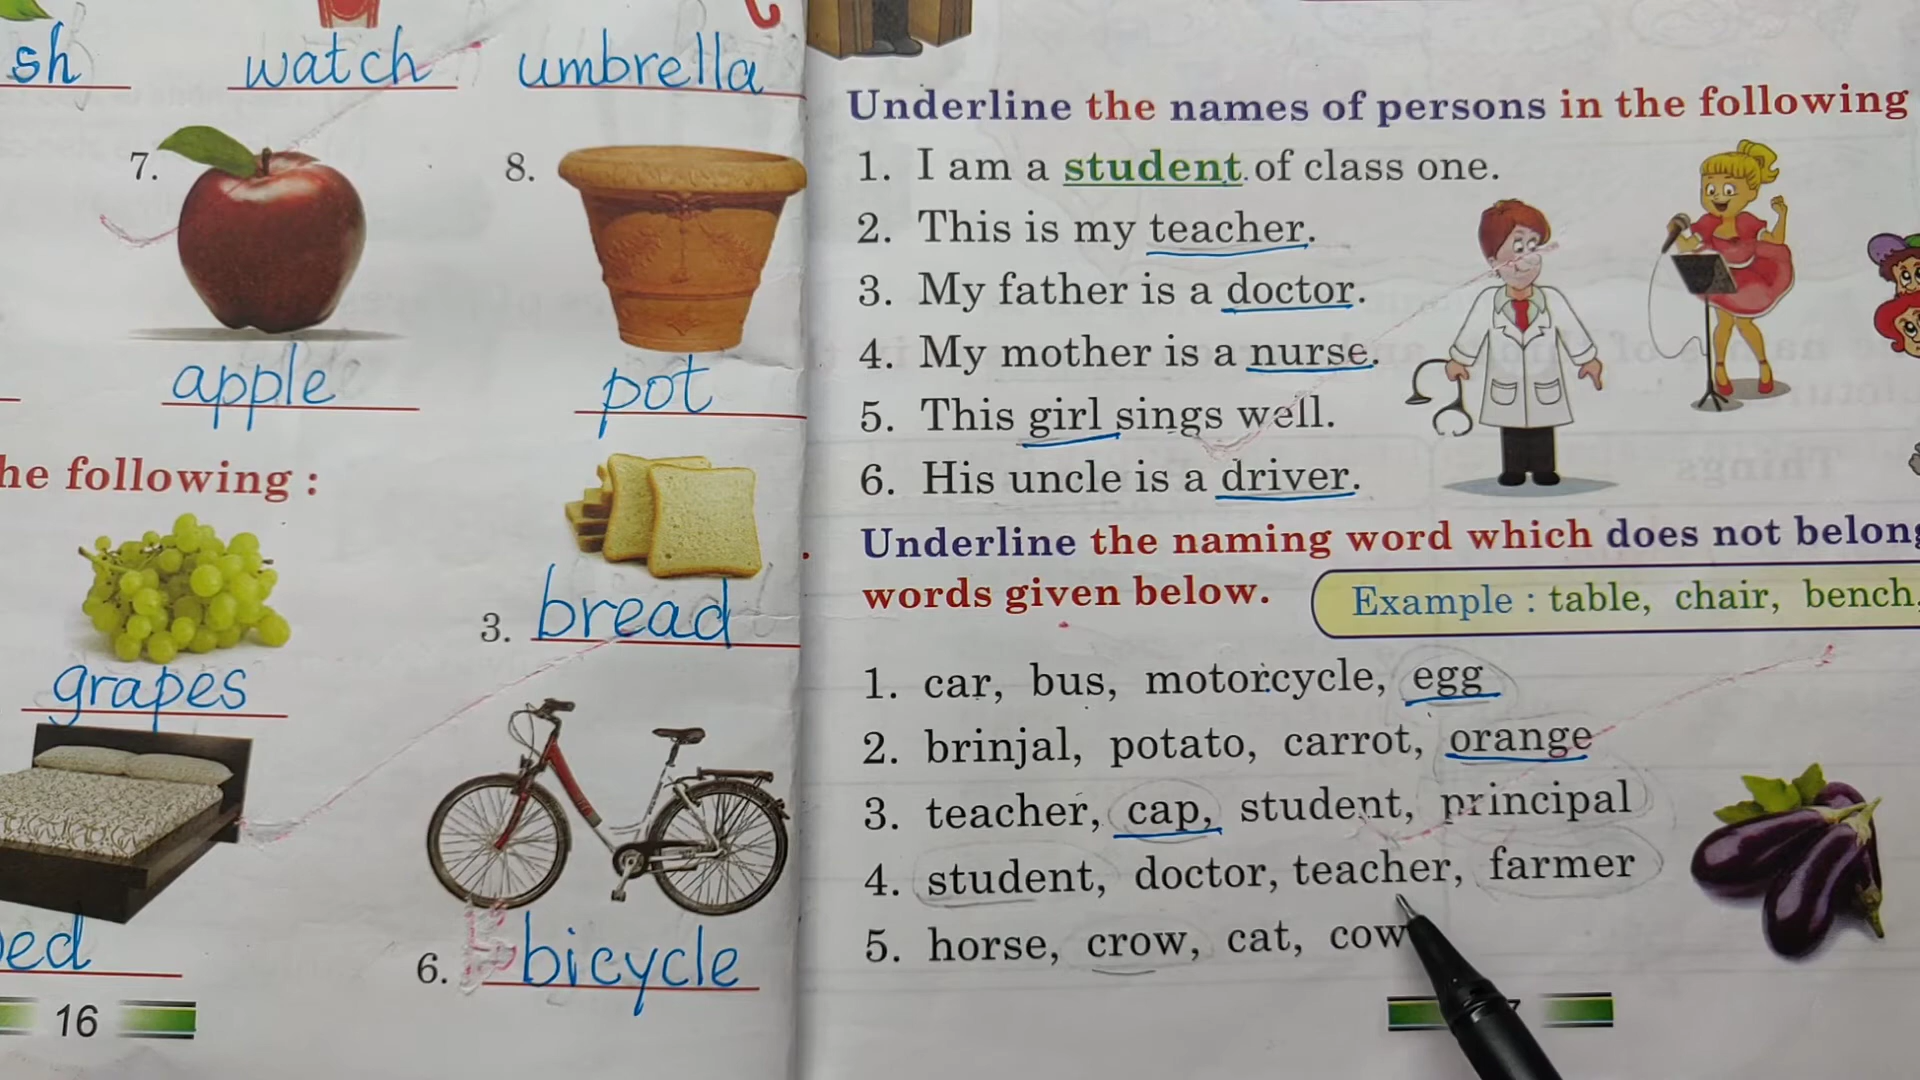 sh watch umbrella
7. 8.
apple pot
he following :
grapes
3. bread
ed
6. bicycle
16
Underline the names of persons in the following
1. I am a student of class one.
2. This is my teacher.
3. My father is a doctor.
4. My mother is a nurse.
5. This girl sings well.
6. His uncle is a driver.
Underline the naming word which does not belong
words given below.
Example : table, chair, bench,
1. car, bus, motorcycle, egg
2. brinjal, potato, carrot, orange
3. teacher, cap, student, principal
4. student, doctor, teacher, farmer
5. horse, crow, cat, cow
7